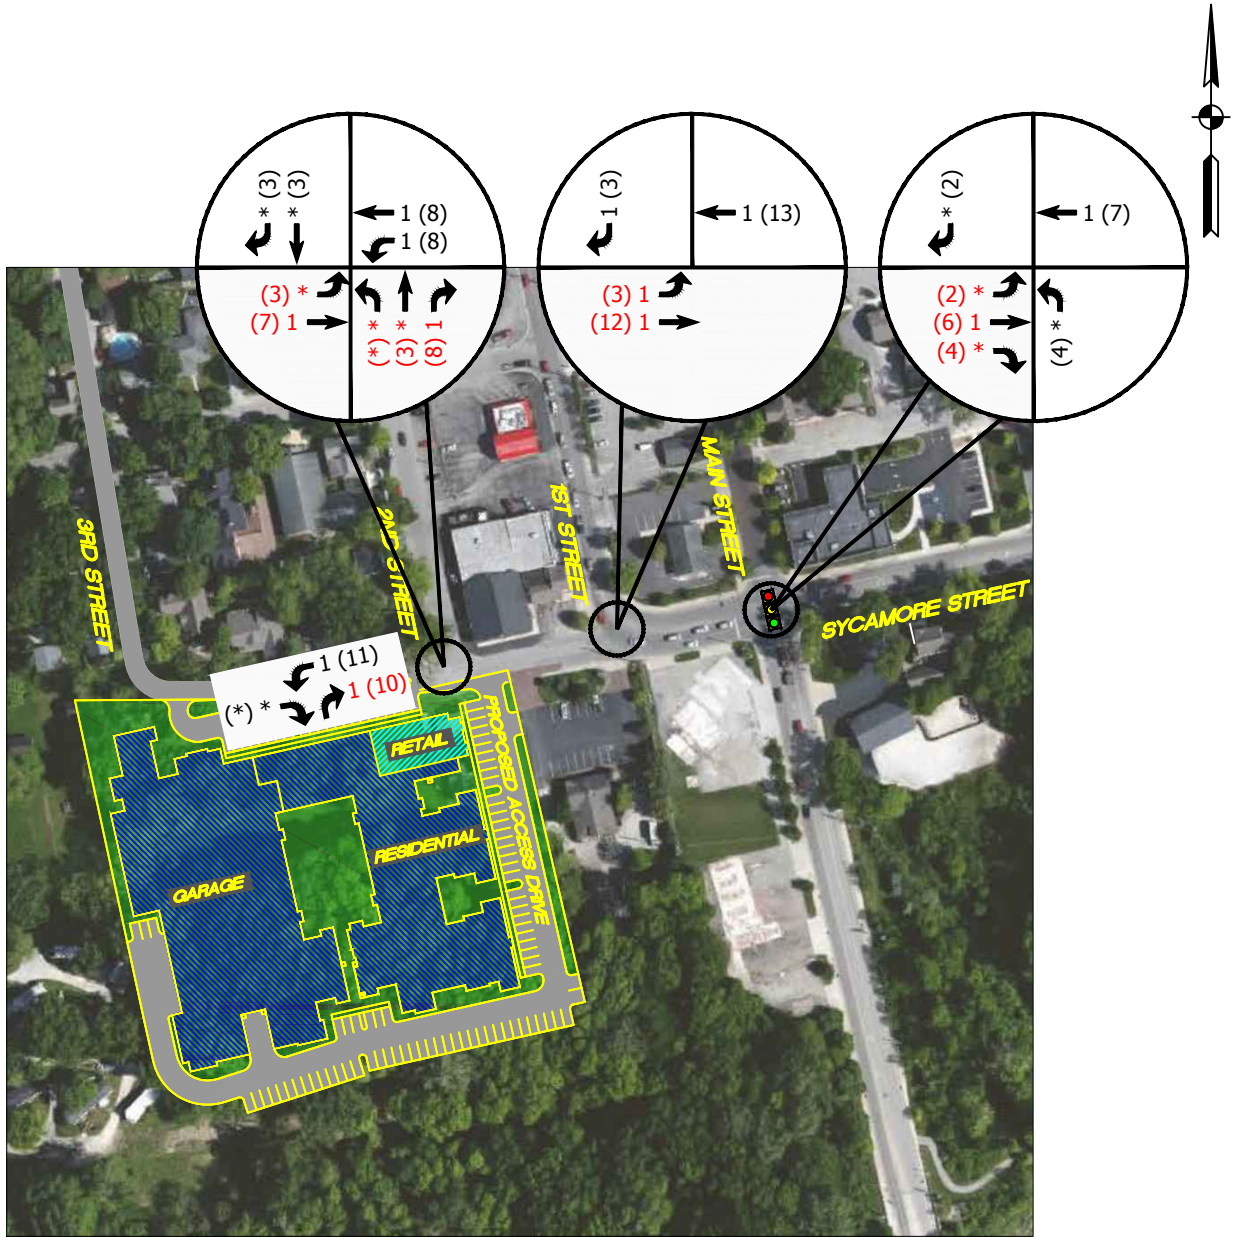 * (3)
* (3)
1 (8)
1 (8)
(3) *
(7) 1
(*) *
(3) *
(8) 1
1 (3)
1 (13)
(3) 1
(12) 1
* (2)
1 (7)
(2) *
(6) 1
(4) *
(4) *
3RD STREET
2ND STREET
1ST STREET
MAIN STREET
SYCAMORE STREET
1 (11)
(*) *
1 (10)
RETAIL
RESIDENTIAL
GARAGE
PROPOSED ACCESS DRIVE